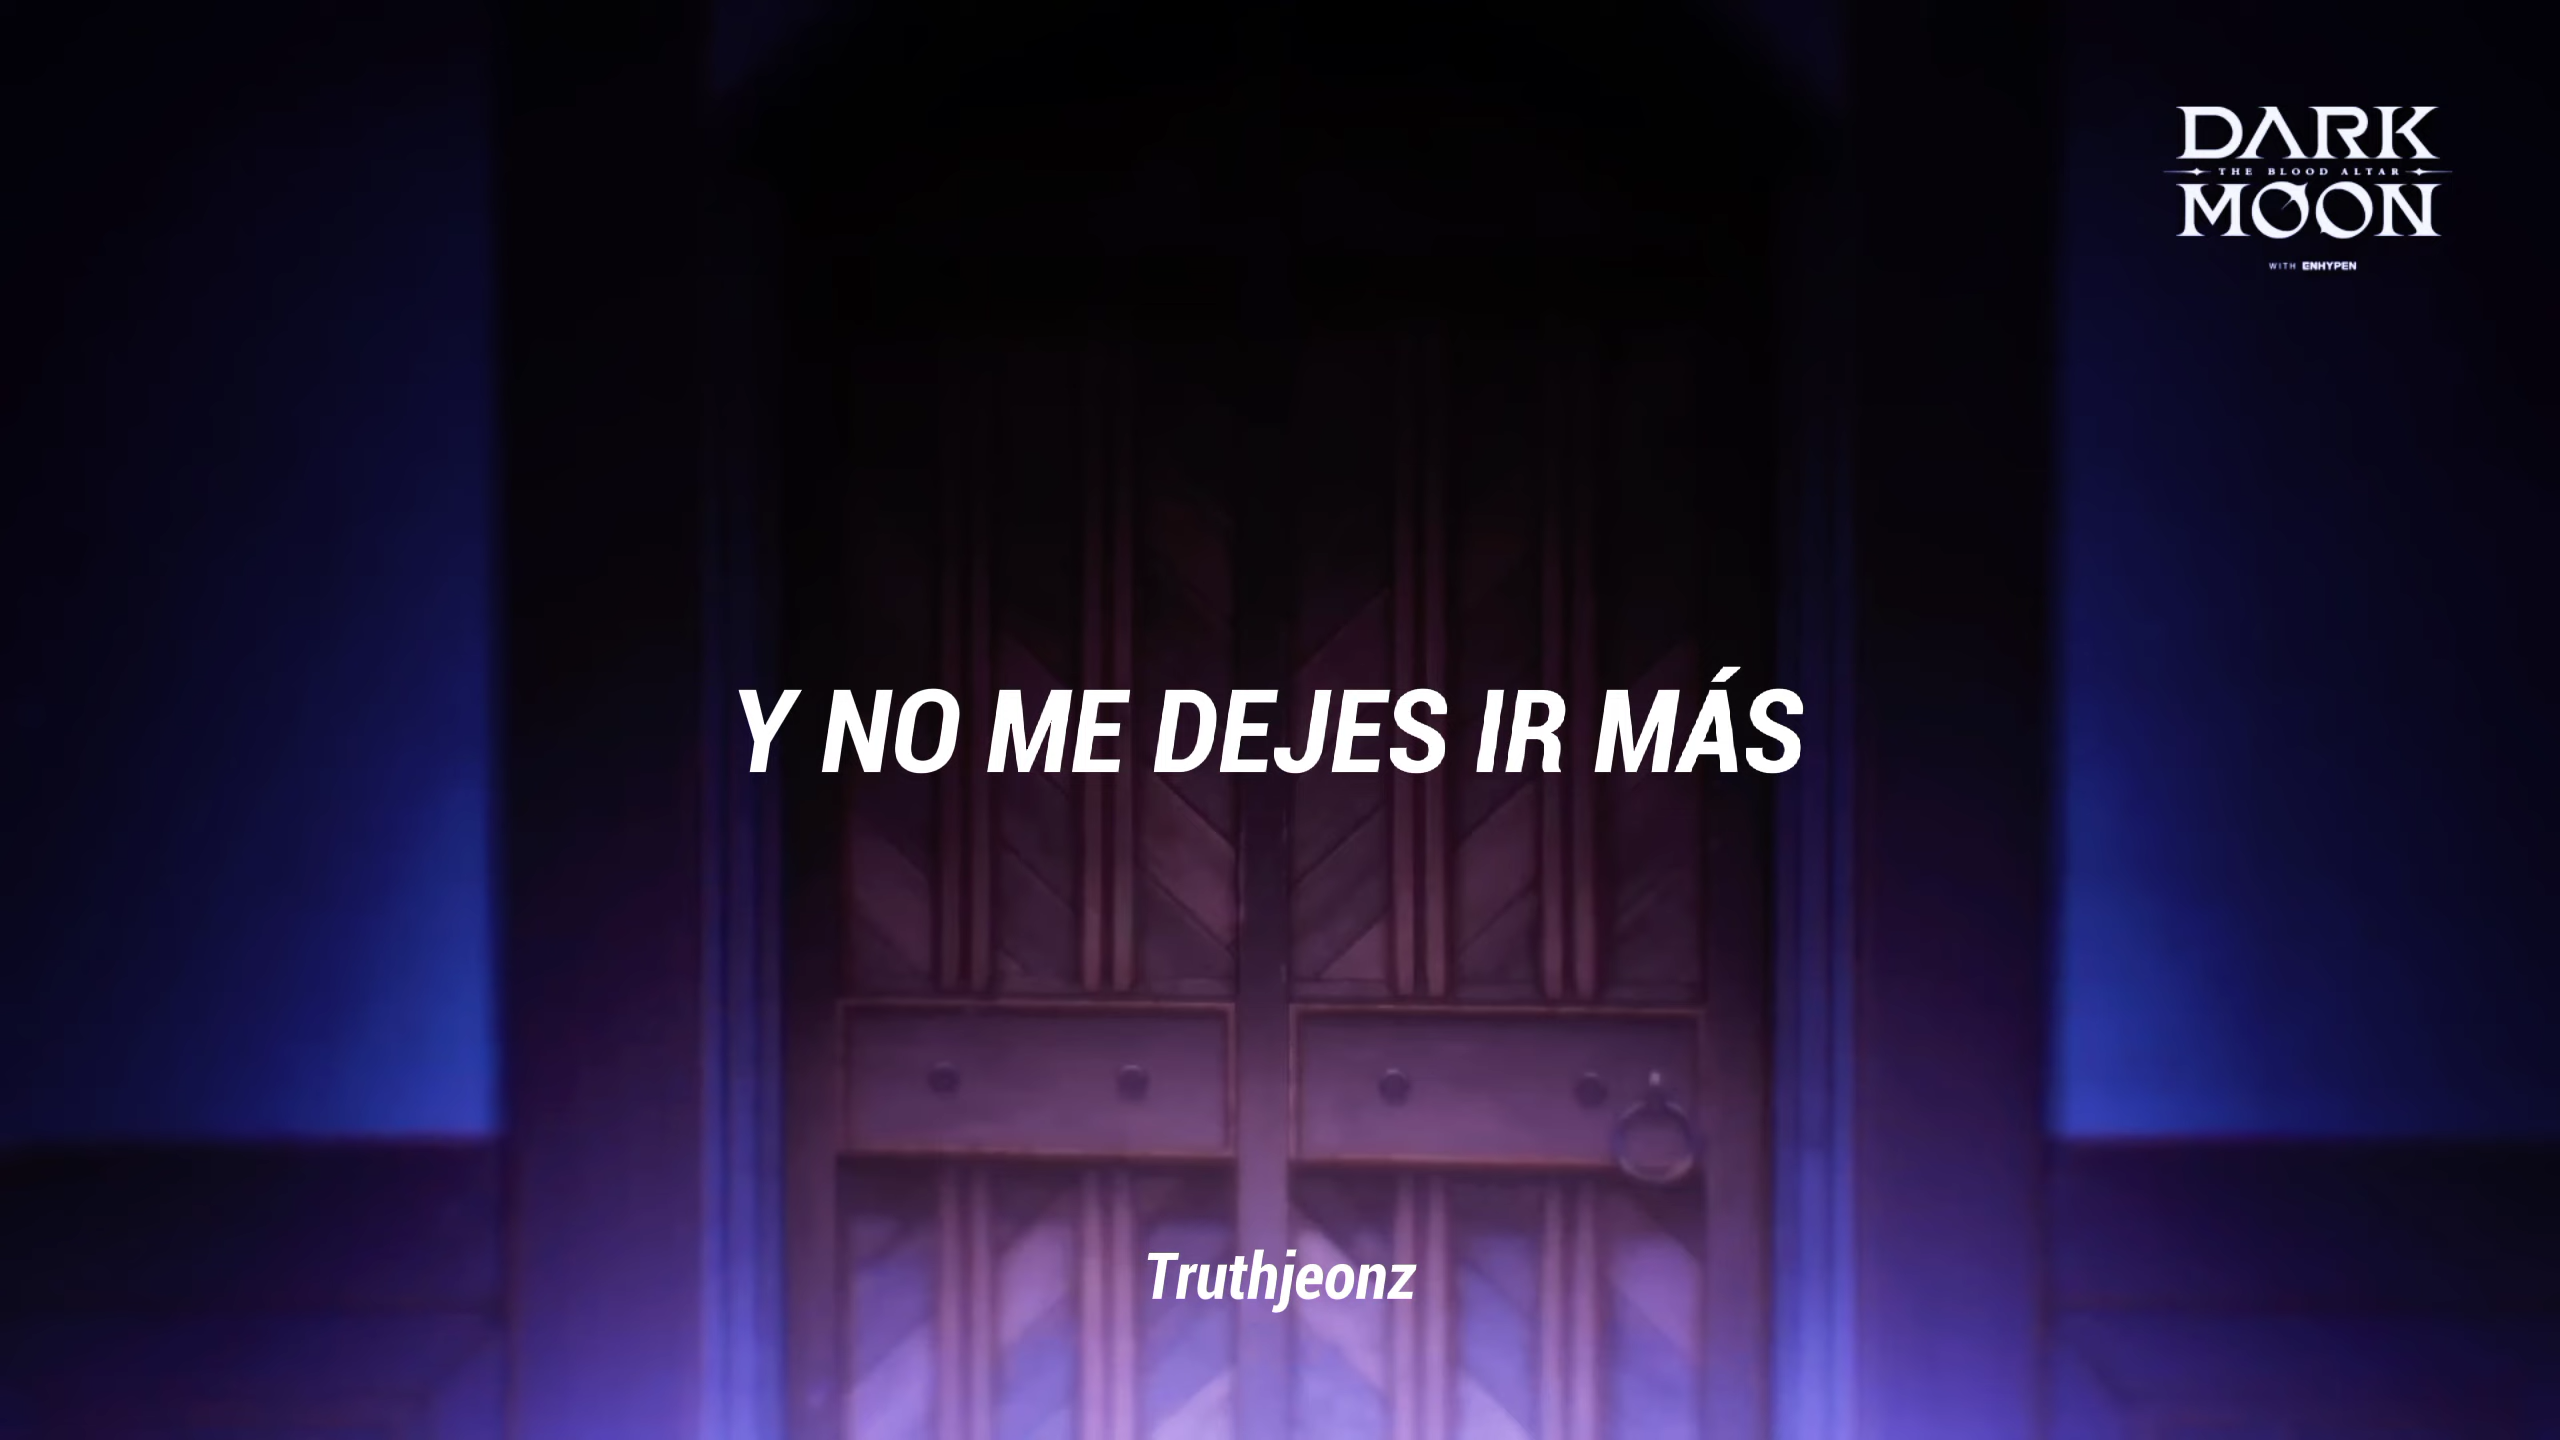 DARK
THE BLOOD ALTAR
MOON
WITH ENHYPEN
Y NO ME DEJES IR MÁS
Truthjeonz